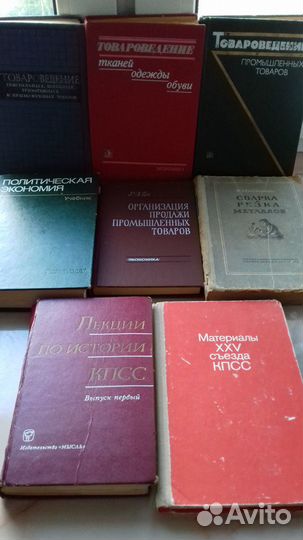 ТОВАРОВЕДЕНИЕ
ТОВАРОВЕДЕНИЕ
тканей
одежды
обуви
ТОВАРОВЕДЕНИЕ
ПРОМЫШЛЕННЫХ
ТОВАРОВ
ПОЛИТИЧЕСКАЯ
ЭКОНОМИЯ
Учебник
ОРГАНИЗАЦИЯ
ПРОДАЖИ
ПРОМЫШЛЕННЫХ
ТОВАРОВ
ЭКОНОМИКА
СВАРКА
И РЕЗКА
МЕТАЛЛОВ
ЛЕКЦИИ
ПО ИСТОРИИ
КПСС
Выпуск первый
Издательство «МЫСЛЬ»
Материалы
XXV
съезда
КПСС
Avito